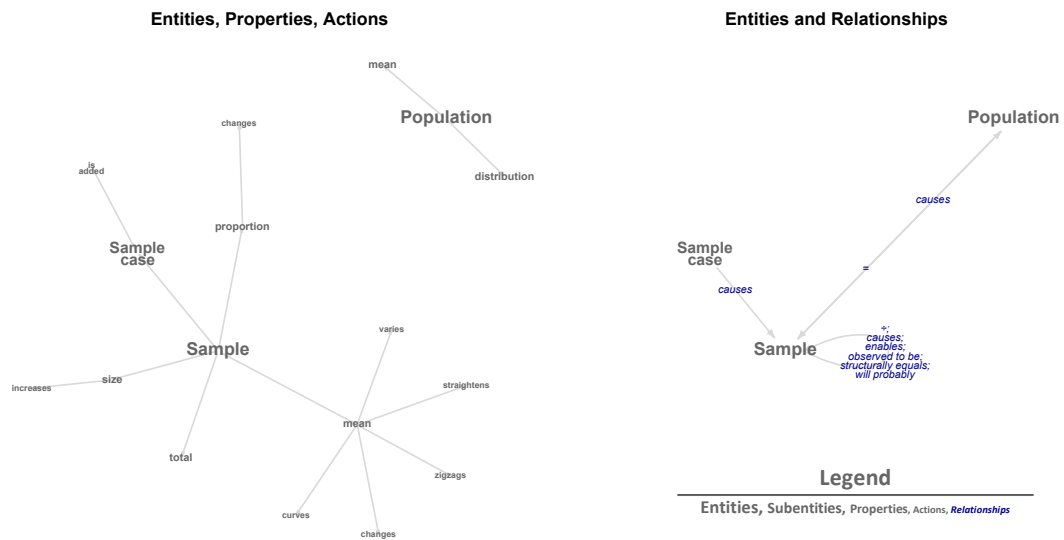 Entities, Properties, Actions
mean
Population
changes
is
added
distribution
proportion
Sample
case
varies
Sample
straightens
size
increases
mean
total
zigzags
curves
changes
Entities and Relationships
Population
causes
Sample
case
=
causes
÷;
Sample
causes;
enables;
observed to be;
structurally equals;
will probably
Legend
Entities, Subentities, Properties, Actions, Relationships